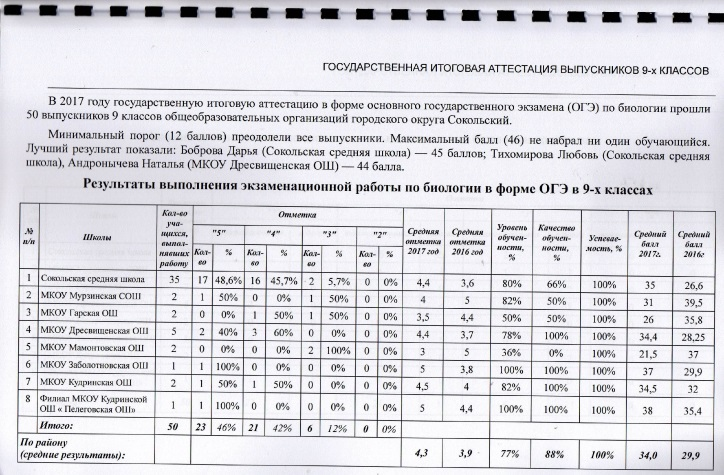 ГОСУДАРСТВЕННАЯ ИТОГОВАЯ АТТЕСТАЦИЯ ВЫПУСКНИКОВ 9-х КЛАССОВ
В 2017 году государственную итоговую аттестацию в форме основного государственного экзамена (ОГЭ) по биологии прошли
50 выпускников 9 классов общеобразовательных организаций городского округа Сокольский.
Минимальный порог (12 баллов) преодолели все выпускники. Максимальный балл (46) не набрал ни один обучающийся.
Лучший результат показали: Боброва Дарья (Сокольская средняя школа) — 45 баллов; Тихомирова Любовь (Сокольская средняя
школа), Андронычева Наталья (МКОУ Дресвищенская ОШ) — 44 балла.
Результаты выполнения экзаменационной работы по биологии в форме ОГЭ в 9-х классах
№ п/п Школы Кол-во уча-щихся, выпол-нявших работу Отметка Средняя отметка 2017 год Средняя отметка 2016 год Уровень обучен-ности, % Качество обучен-ности, % Успевае-мость, % Средний балл 2017г. Средний балл 2016г
"5" "4" "3" "2"
Кол-во % Кол-во % Кол-во % Кол-во %
1 Сокольская средняя школа 35 17 48,6% 16 45,7% 2 5,7% 0 0% 4,4 3,6 80% 66% 100% 35 26,6
2 МКОУ Мурзинская СОШ 2 1 50% 0 0% 1 50% 0 0% 4 5 82% 50% 100% 31 39,5
3 МКОУ Гарская ОШ 2 0 0% 1 50% 1 50% 0 0% 3,5 4,4 50% 50% 100% 26 35,8
4 МКОУ Дресвищенская ОШ 5 2 40% 3 60% 0 0% 0 0% 4,4 3,7 78% 100% 100% 34,4 28,25
5 МКОУ Мамонтовская ОШ 2 0 0% 0 0% 2 100% 0 0% 3 5 36% 0% 100% 21,5 37
6 МКОУ Заболотновская ОШ 1 1 100% 0 0% 0 0% 0 0% 5 3,8 100% 100% 100% 37 29,9
7 МКОУ Кудринская ОШ 2 1 50% 1 50% 0 0% 0 0% 4,5 4 82% 100% 100% 34,5 32
8 Филиал МКОУ Кудринской
ОШ « Пелеговская ОШ» 1 1 100% 0 0% 0 0% 0 0% 5 4,4 100% 100% 100% 38 35,4
Итого: 50 23 46% 21 42% 6 12% 0 0%
По району
(средние результаты): 4,3 3,9 77% 88% 100% 34,0 29,9